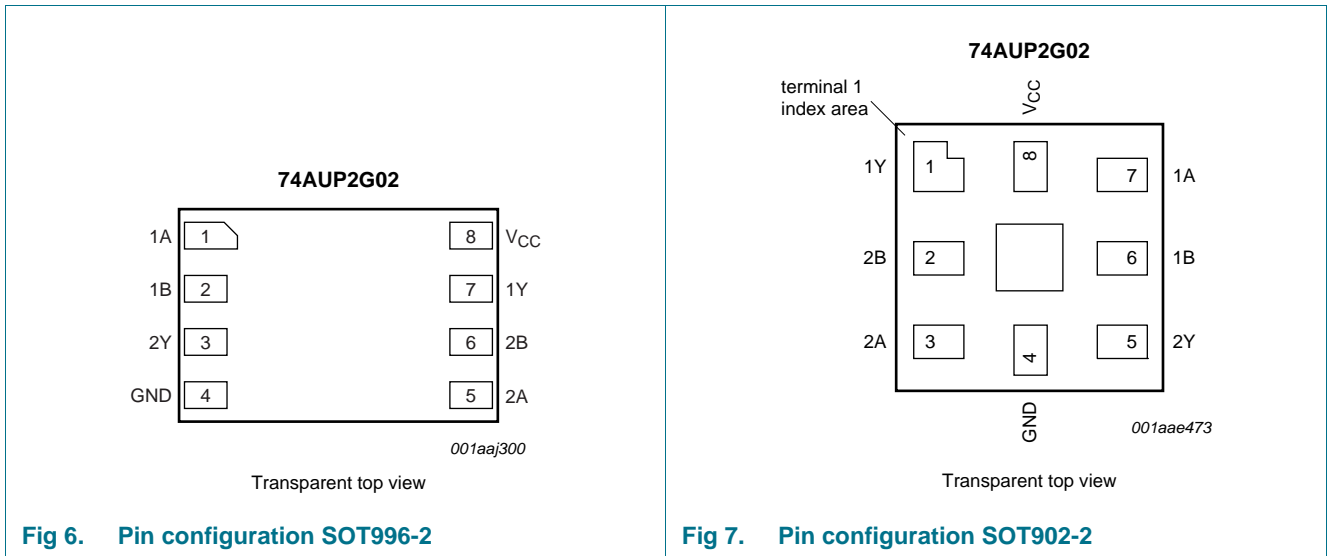 74AUP2G02
1A 1 8 VCC
1B 2 7 1Y
2Y 3 6 2B
GND 4 5 2A
001aaj300
Transparent top view
Fig 6. Pin configuration SOT996-2
74AUP2G02
terminal 1
index area
VCC
1Y 1 8 7 1A
2B 2 6 1B
2A 3 4 5 2Y
GND
001aae473
Transparent top view
Fig 7. Pin configuration SOT902-2